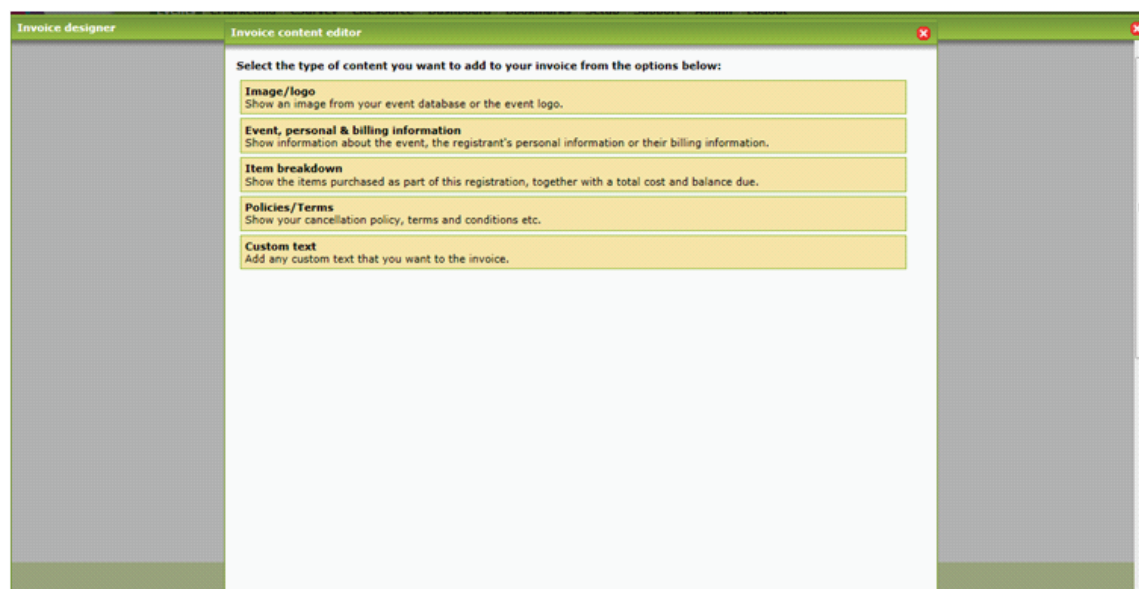 Invoice designer
Invoice content editor
Select the type of content you want to add to your invoice from the options below:
Image/logo
Show an image from your event database or the event logo.
Event, personal & billing information
Show information about the event, the registrant's personal information or their billing information.
Item breakdown
Show the items purchased as part of this registration, together with a total cost and balance due.
Policies/Terms
Show your cancellation policy, terms and conditions etc.
Custom text
Add any custom text that you want to the invoice.